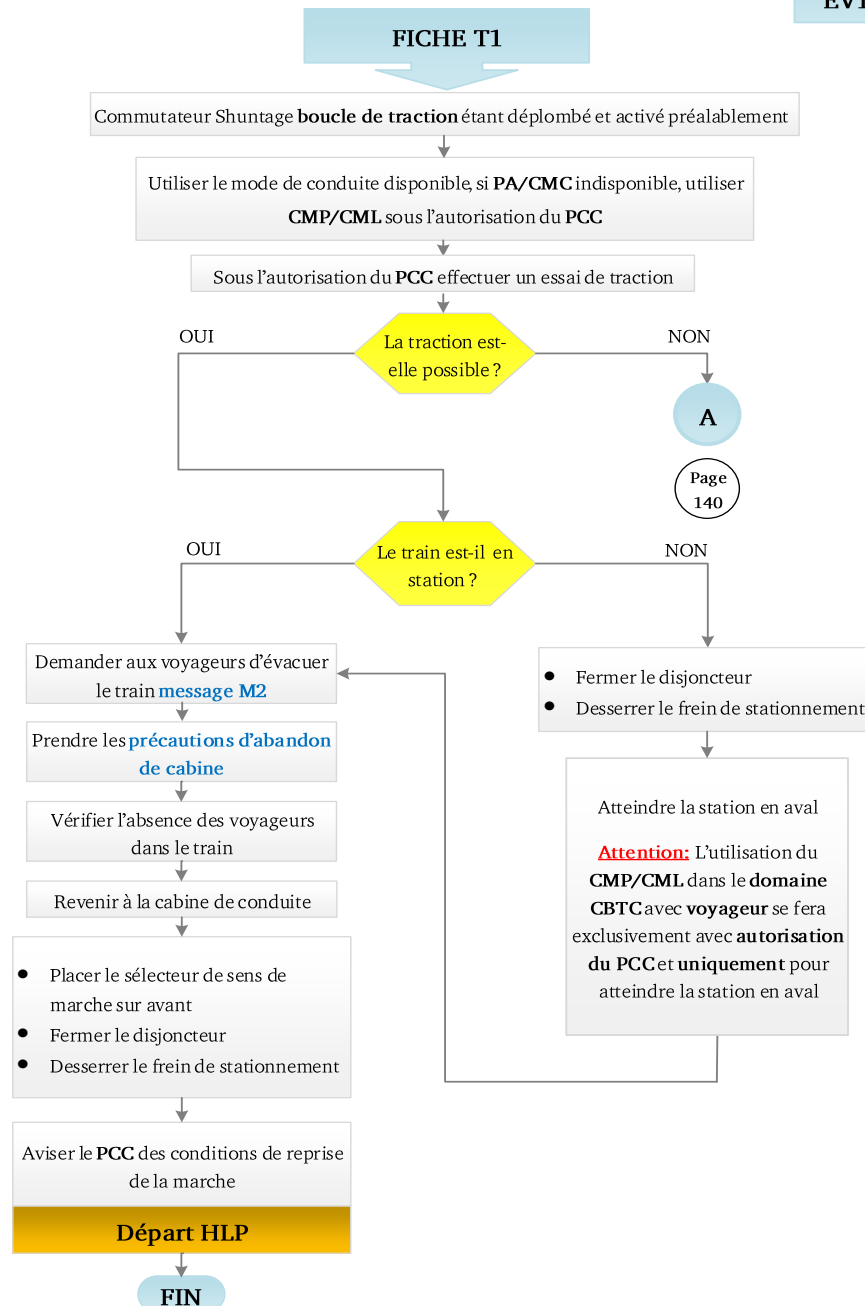 EVI
FICHE T1
Commutateur Shuntage boucle de traction étant déplombé et activé préalablement
Utiliser le mode de conduite disponible, si PA/CMC indisponible, utiliser
CMP/CML sous l'autorisation du PCC
Sous l'autorisation du PCC effectuer un essai de traction
La traction est-
elle possible ?
OUI
NON
A
Page
140
Le train est-il en
station ?
OUI
NON
Demander aux voyageurs d'évacuer
le train message M2
Prendre les précautions d'abandon
de cabine
Vérifier l'absence des voyageurs
dans le train
Revenir à la cabine de conduite
• Placer le sélecteur de sens de
marche sur avant
• Fermer le disjoncteur
• Desserrer le frein de stationnement
Aviser le PCC des conditions de reprise
de la marche
Départ HLP
FIN
• Fermer le disjoncteur
• Desserrer le frein de stationnement
Atteindre la station en aval
Attention: L'utilisation du
CMP/CML dans le domaine
CBTC avec voyageur se fera
exclusivement avec autorisation
du PCC et uniquement pour
atteindre la station en aval